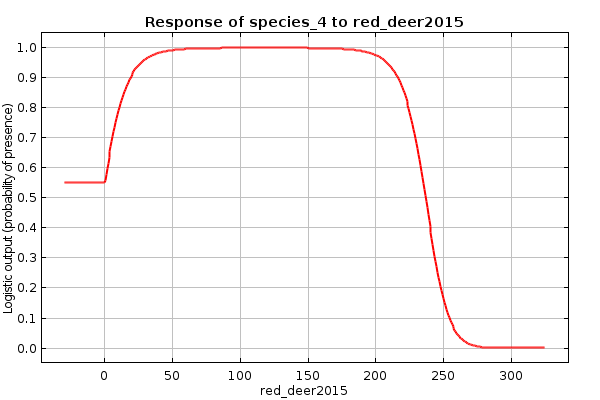 Response of species_4 to red_deer2015
Logistic output (probability of presence)
1.0
0.9
0.8
0.7
0.6
0.5
0.4
0.3
0.2
0.1
0.0
0 50 100 150 200 250 300
red_deer2015